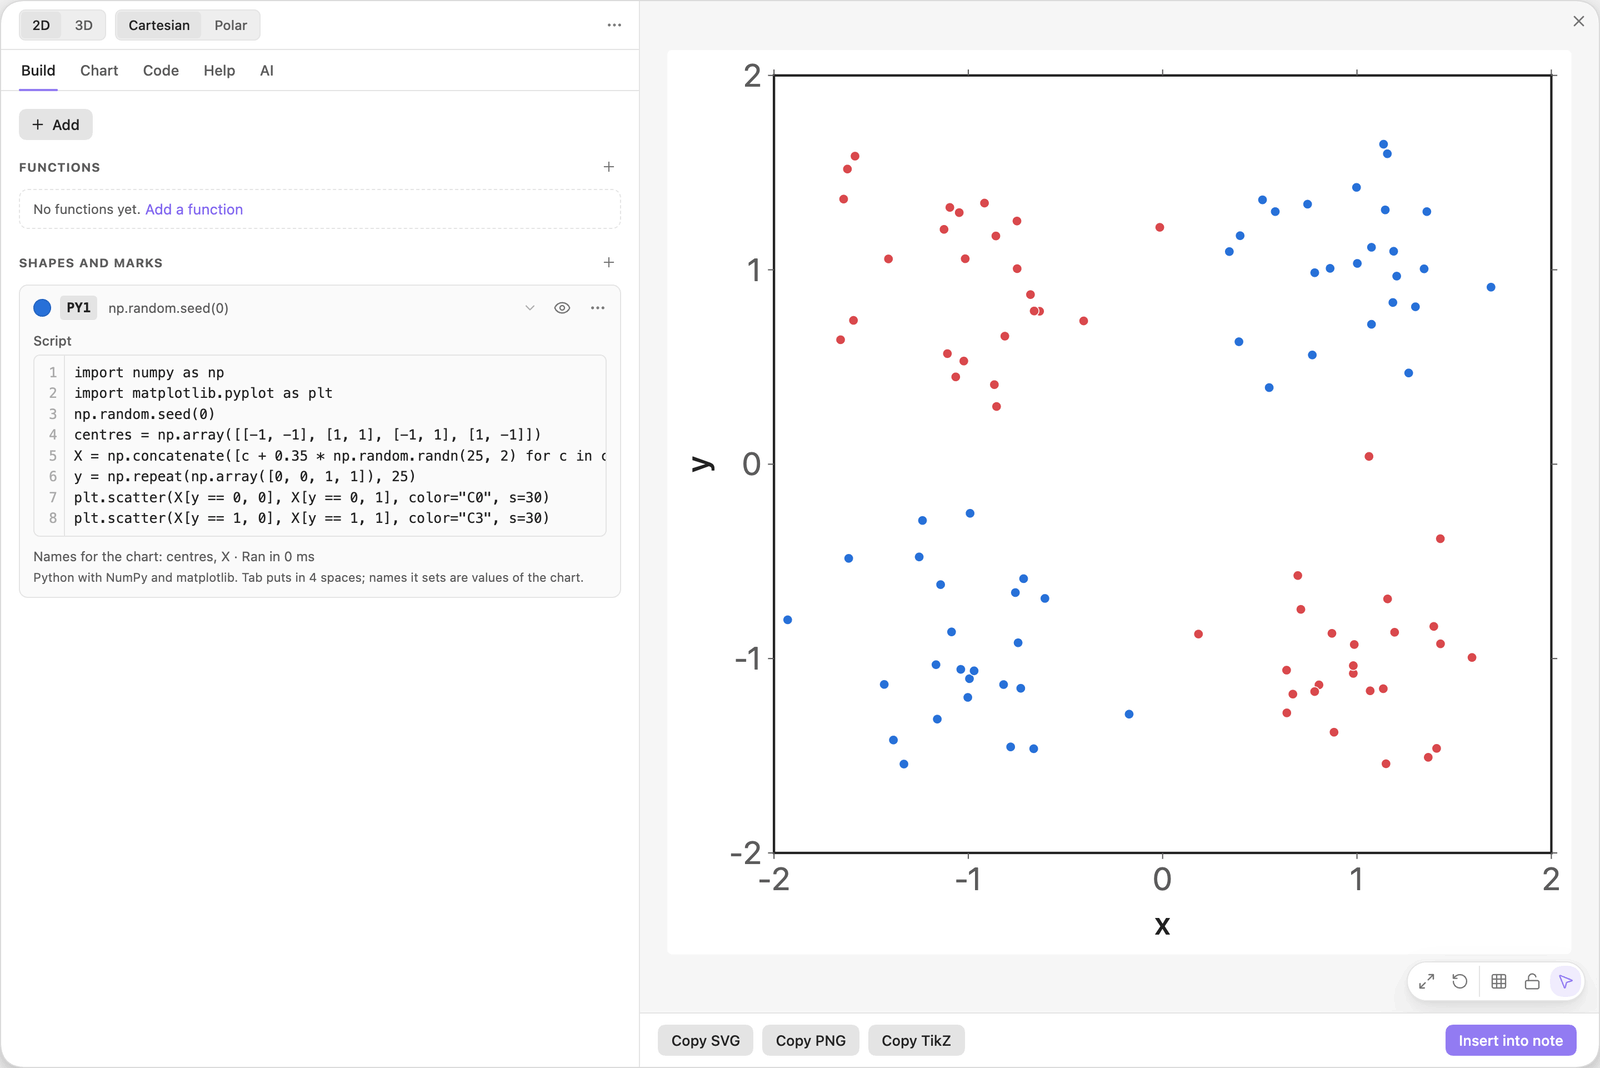 2D 3D Cartesian Polar
Build Chart Code Help AI
+ Add
FUNCTIONS
No functions yet. Add a function
SHAPES AND MARKS
PY1 np.random.seed(0)
Script
1 import numpy as np
2 import matplotlib.pyplot as plt
3 np.random.seed(0)
4 centres = np.array([[-1, -1], [1, 1], [-1, 1], [1, -1]])
5 X = np.concatenate([c + 0.35 * np.random.randn(25, 2) for c in c
6 y = np.repeat(np.array([0, 0, 1, 1]), 25)
7 plt.scatter(X[y == 0, 0], X[y == 0, 1], color="C0", s=30)
8 plt.scatter(X[y == 1, 0], X[y == 1, 1], color="C3", s=30)
Names for the chart: centres, X · Ran in 0 ms
Python with NumPy and matplotlib. Tab puts in 4 spaces; names it sets are values of the chart.
2
1
0
-1
-2
y
-2 -1 0 1 2
x
Copy SVG Copy PNG Copy TikZ
Insert into note